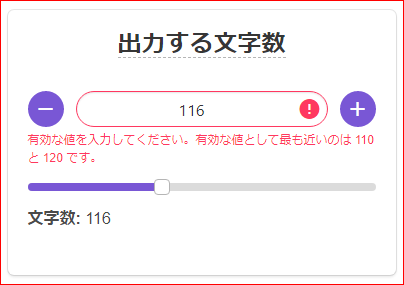 出力する文字数
116
有効な値を入力してください。有効な値として最も近いのは 110
と 120 です。
文字数: 116